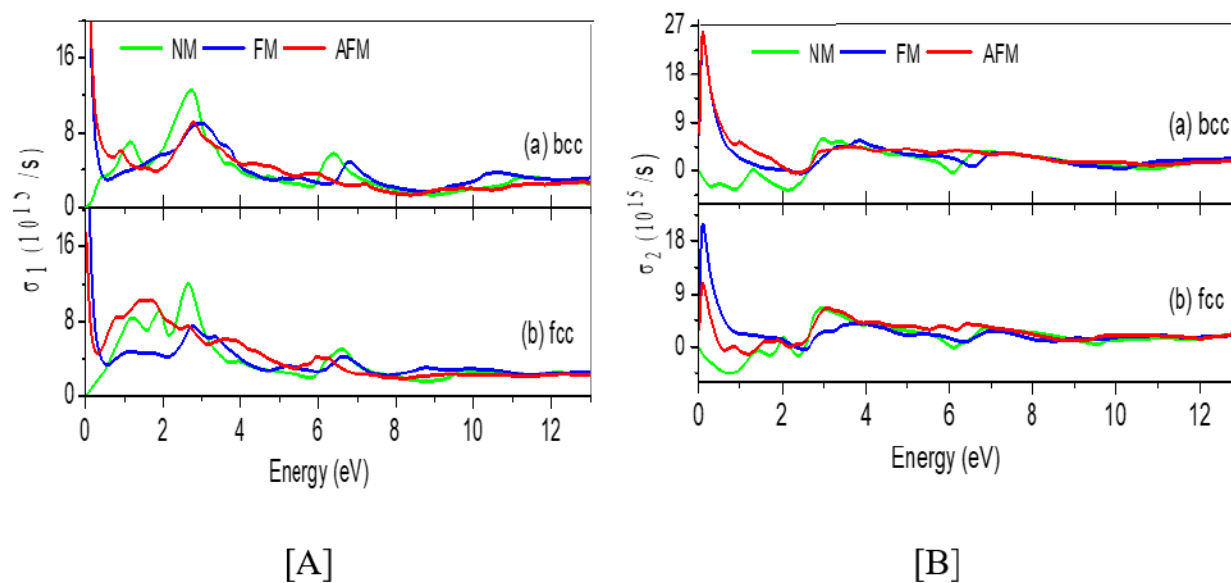 16
8
0
16
8
0
σ1 (10^15 /s)
NM FM AFM
(a) bcc
(b) fcc
0 2 4 6 8 10 12
Energy (eV)
[A]
27
18
9
0
18
9
0
σ2 (10^15 /s)
NM FM AFM
(a) bcc
(b) fcc
0 2 4 6 8 10 12
Energy (eV)
[B]